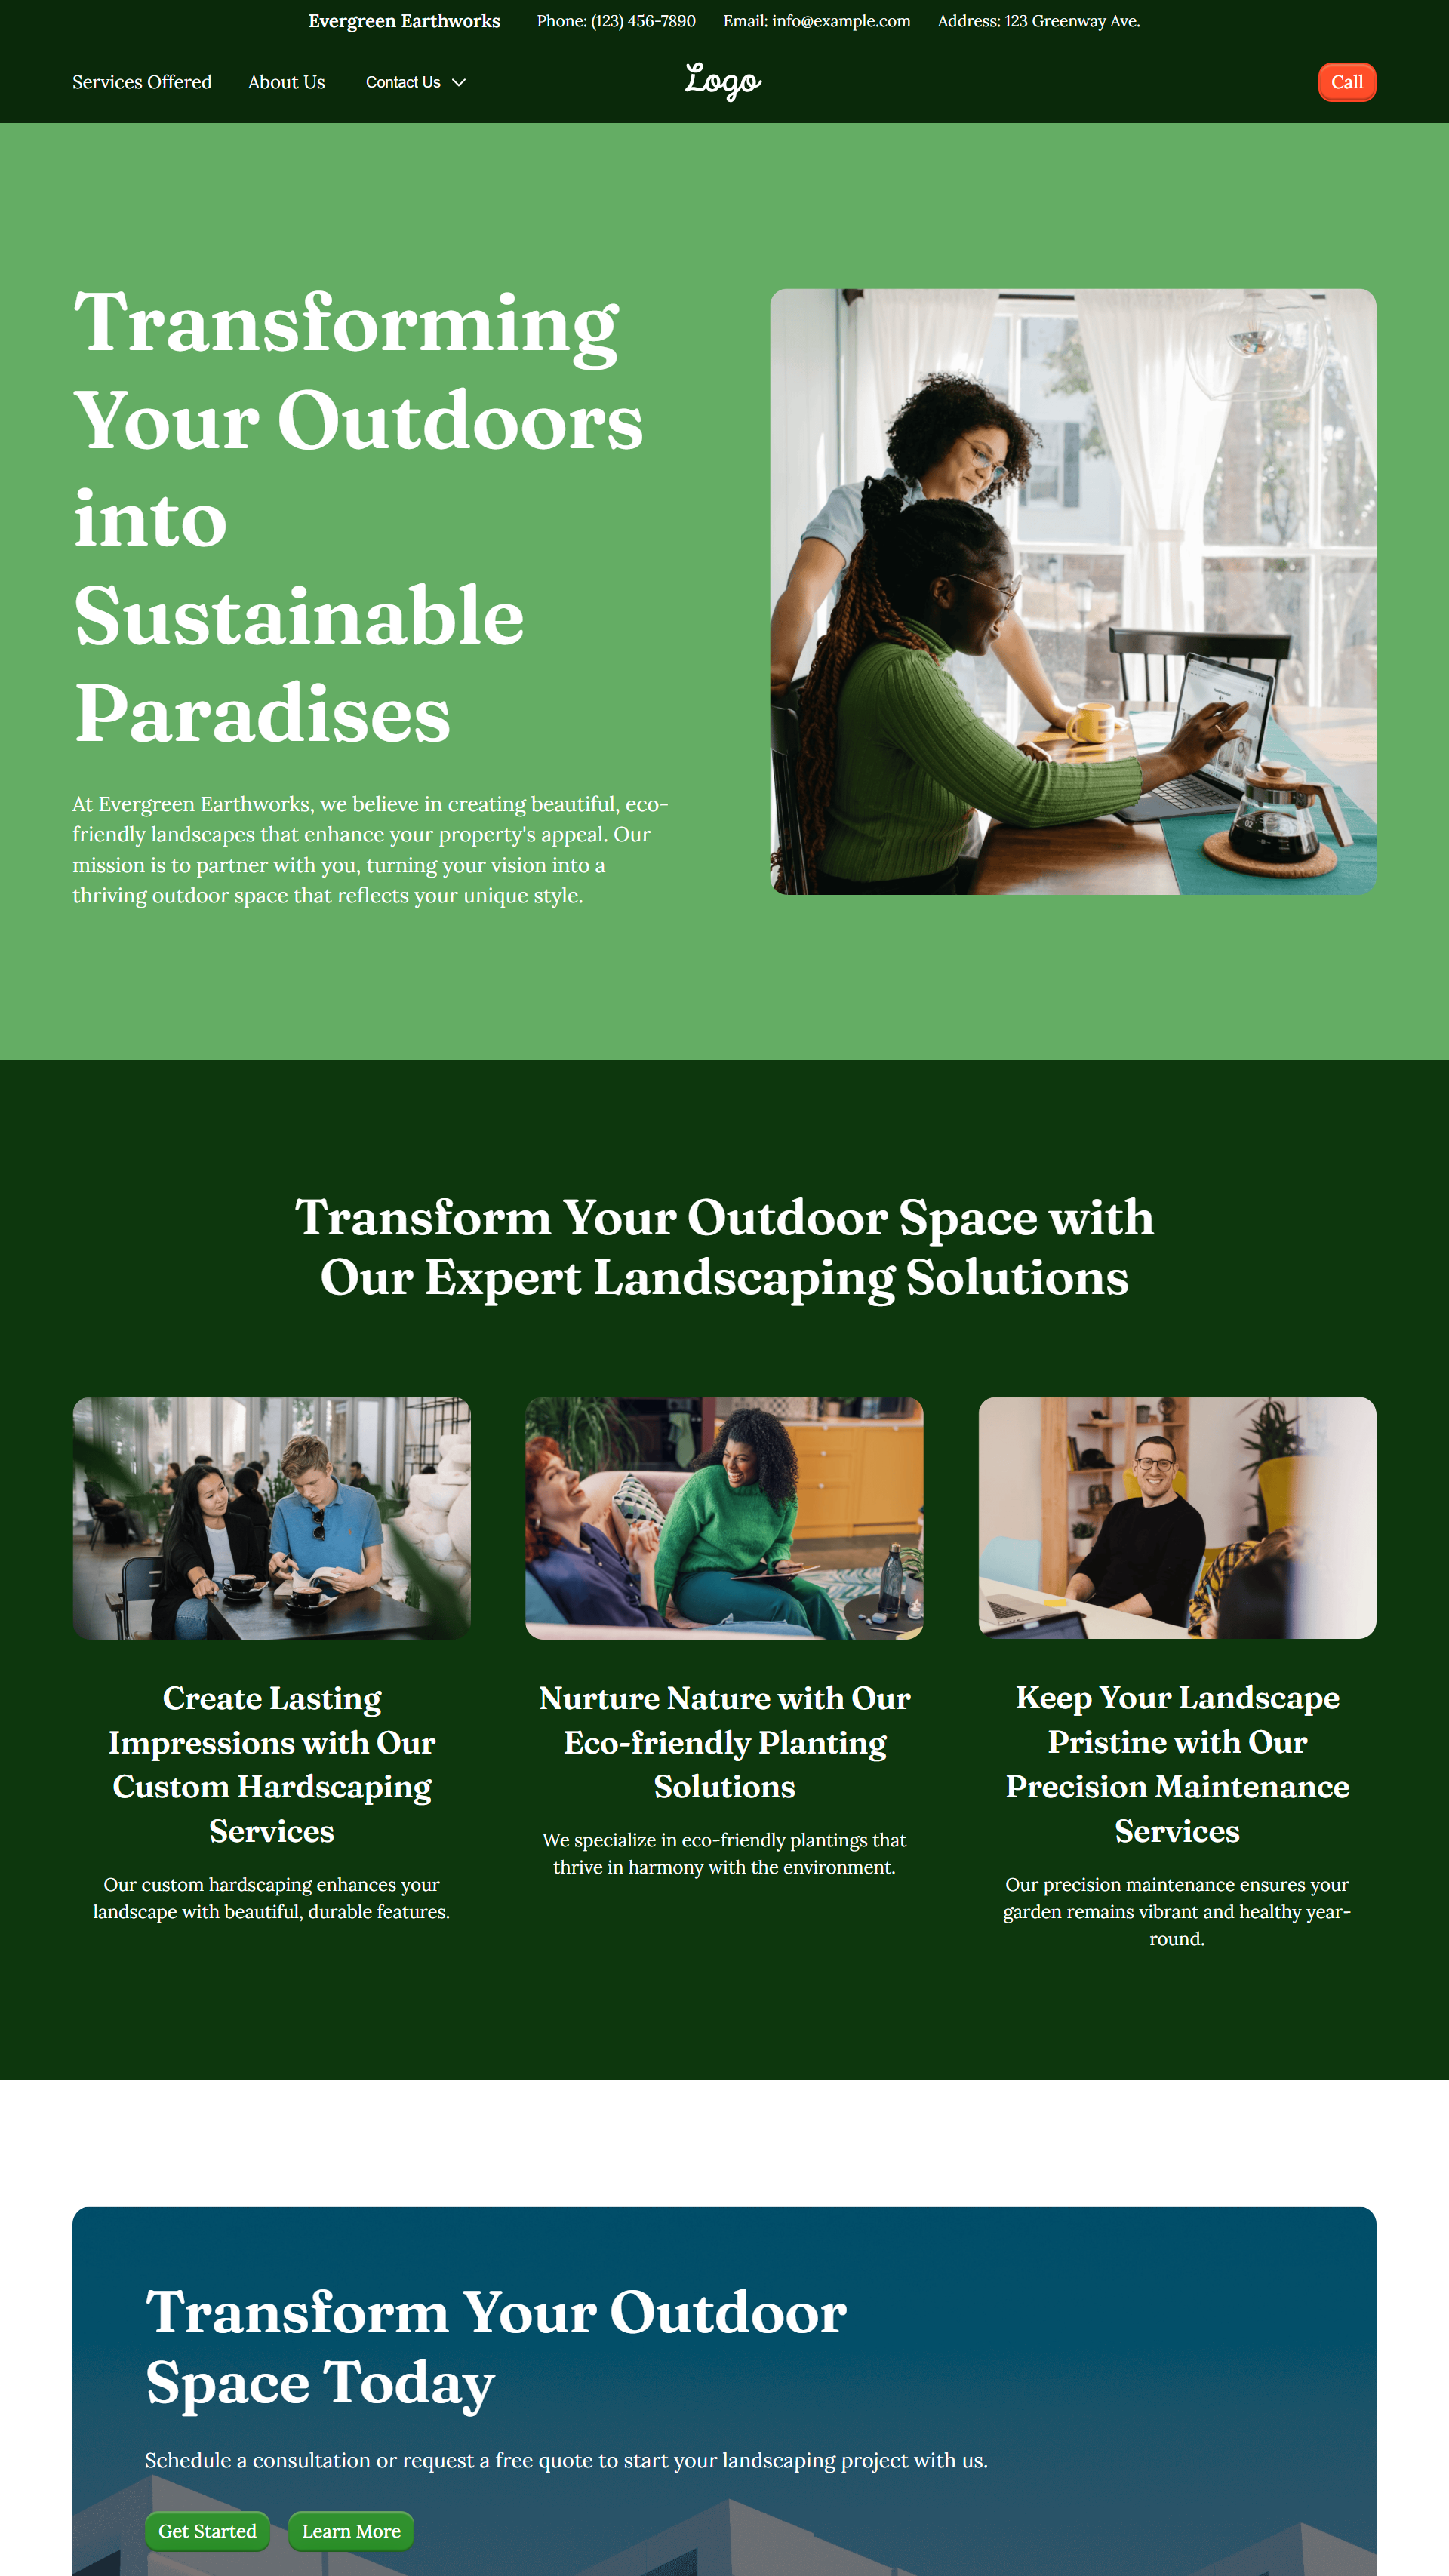 Evergreen Earthworks Phone: (123) 456-7890 Email: info@example.com Address: 123 Greenway Ave.
Services Offered About Us Contact Us Logo Call
Transforming
Your Outdoors
into
Sustainable
Paradises
At Evergreen Earthworks, we believe in creating beautiful, eco-
friendly landscapes that enhance your property's appeal. Our
mission is to partner with you, turning your vision into a
thriving outdoor space that reflects your unique style.
Transform Your Outdoor Space with
Our Expert Landscaping Solutions
Create Lasting
Impressions with Our
Custom Hardscaping
Services
Our custom hardscaping enhances your
landscape with beautiful, durable features.
Nurture Nature with Our
Eco-friendly Planting
Solutions
We specialize in eco-friendly plantings that
thrive in harmony with the environment.
Keep Your Landscape
Pristine with Our
Precision Maintenance
Services
Our precision maintenance ensures your
garden remains vibrant and healthy year-
round.
Transform Your Outdoor
Space Today
Schedule a consultation or request a free quote to start your landscaping project with us.
Get Started Learn More